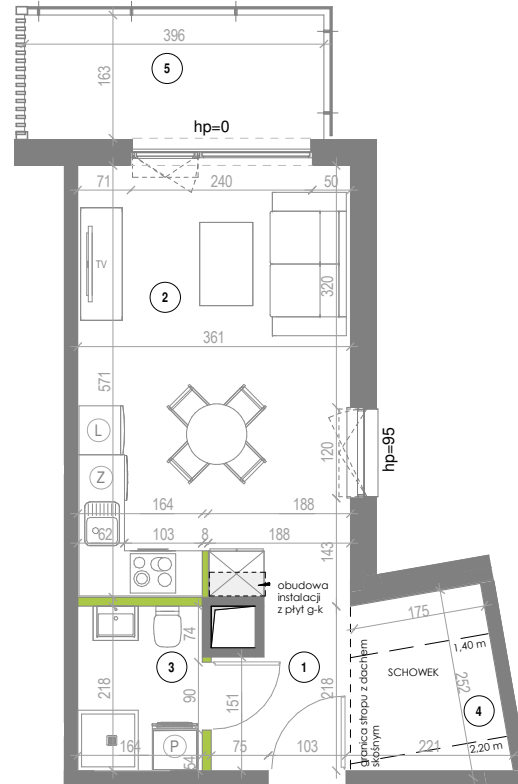 396
163
5
hp=0
71
240
50
TV
2
320
361
571
L
120
hp=95
Z
164
188
62
103
8
188
143
obudowa
instalacji
z płyt g-k
175
74
1,40 m
3
1
granica stropu z dachem
skośnym
SCHOWEK
252
218
90
151
218
4
P
54
2,20 m
164
75
103
221